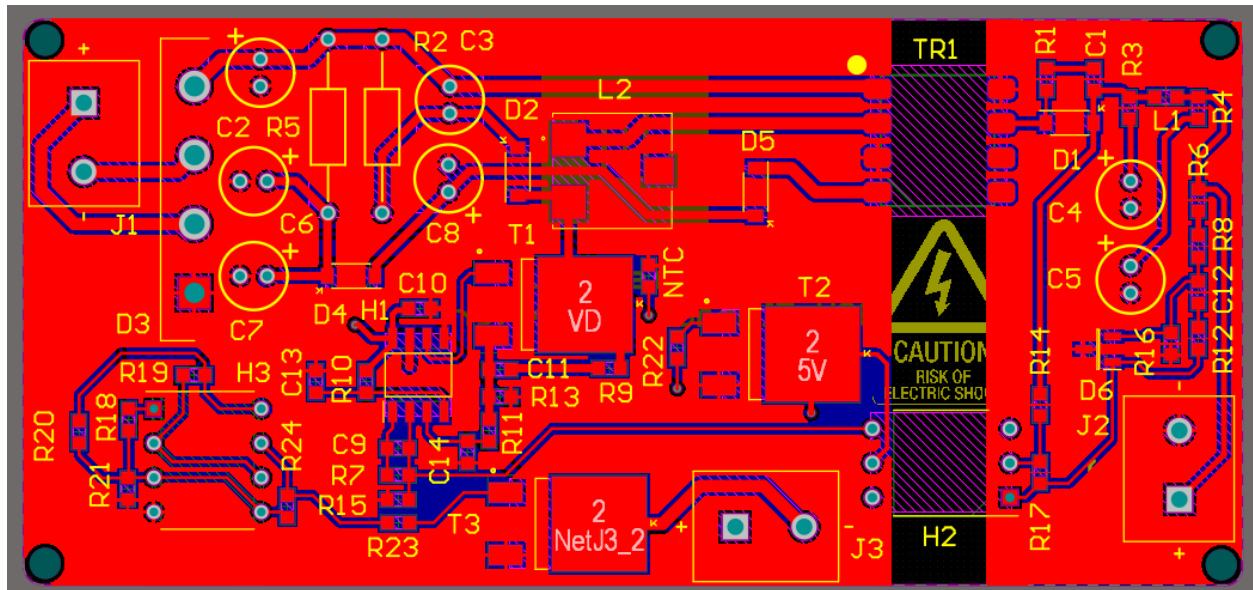 TR1
R1
C1
R3
R2 C3
D2
L2
D5
C2 R5
R4
L1
D1
R6
C4
R8
C5
C12
R12
R16
D6
J1
C6
C8
T1
NTC
C10
H1
D4
C7
D3
2
VD
T2
2
5V
R22
CAUTION
RISK OF
ELECTRIC SHO
R14
J2
R19
H3
C13
R10
C11
R13
R9
R11
R20
R18
R24
R21
C9
C14
R7
R15
R23
T3
2
NetJ3_2
+
-
J3
H2
R17